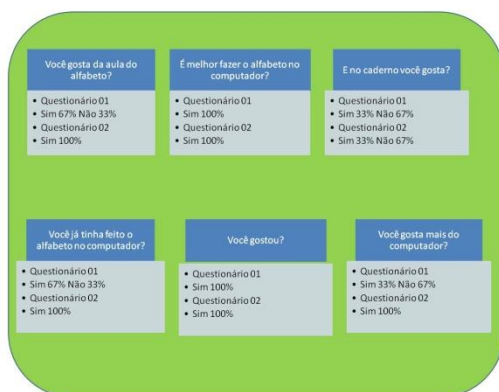 Você gosta da aula do
alfabeto?
• Questionário 01
• Sim 67% Não 33%
• Questionário 02
• Sim 100%
É melhor fazer o alfabeto no
computador?
• Questionário 01
• Sim 100%
• Questionário 02
• Sim 100%
E no caderno você gosta?
• Questionário 01
• Sim 33% Não 67%
• Questionário 02
• Sim 33% Não 67%
Você já tinha feito o
alfabeto no computador?
• Questionário 01
• Sim 67% Não 33%
• Questionário 02
• Sim 100%
Você gostou?
• Questionário 01
• Sim 100%
• Questionário 02
• Sim 100%
Você gosta mais do
computador?
• Questionário 01
• Sim 33% Não 67%
• Questionário 02
• Sim 100%